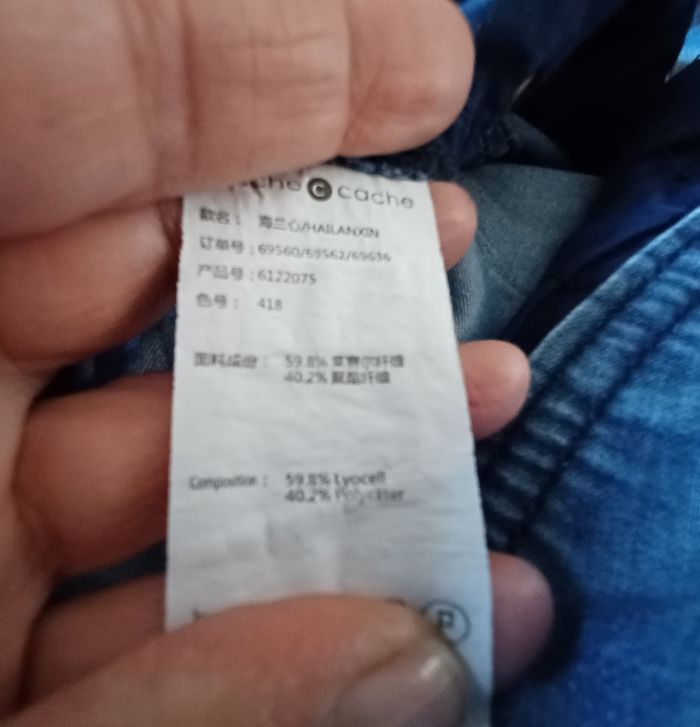 che c cache
款名： 海兰心/HAILANXIN
订单号：69560/69562/69636
产品号：6122075
色号： 418
面料成份： 59.8% 莱赛尔纤维
40.2% 聚酯纤维
Composition： 59.8% Lyocell
40.2% Polyester
P